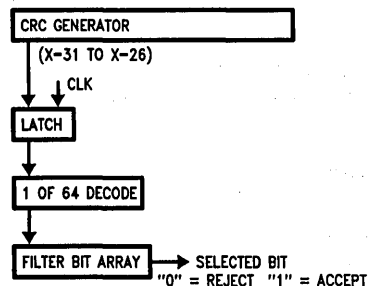 CRC GENERATOR
(X-31 TO X-26)
CLK
LATCH
1 OF 64 DECODE
FILTER BIT ARRAY
SELECTED BIT
"0" = REJECT "1" = ACCEPT